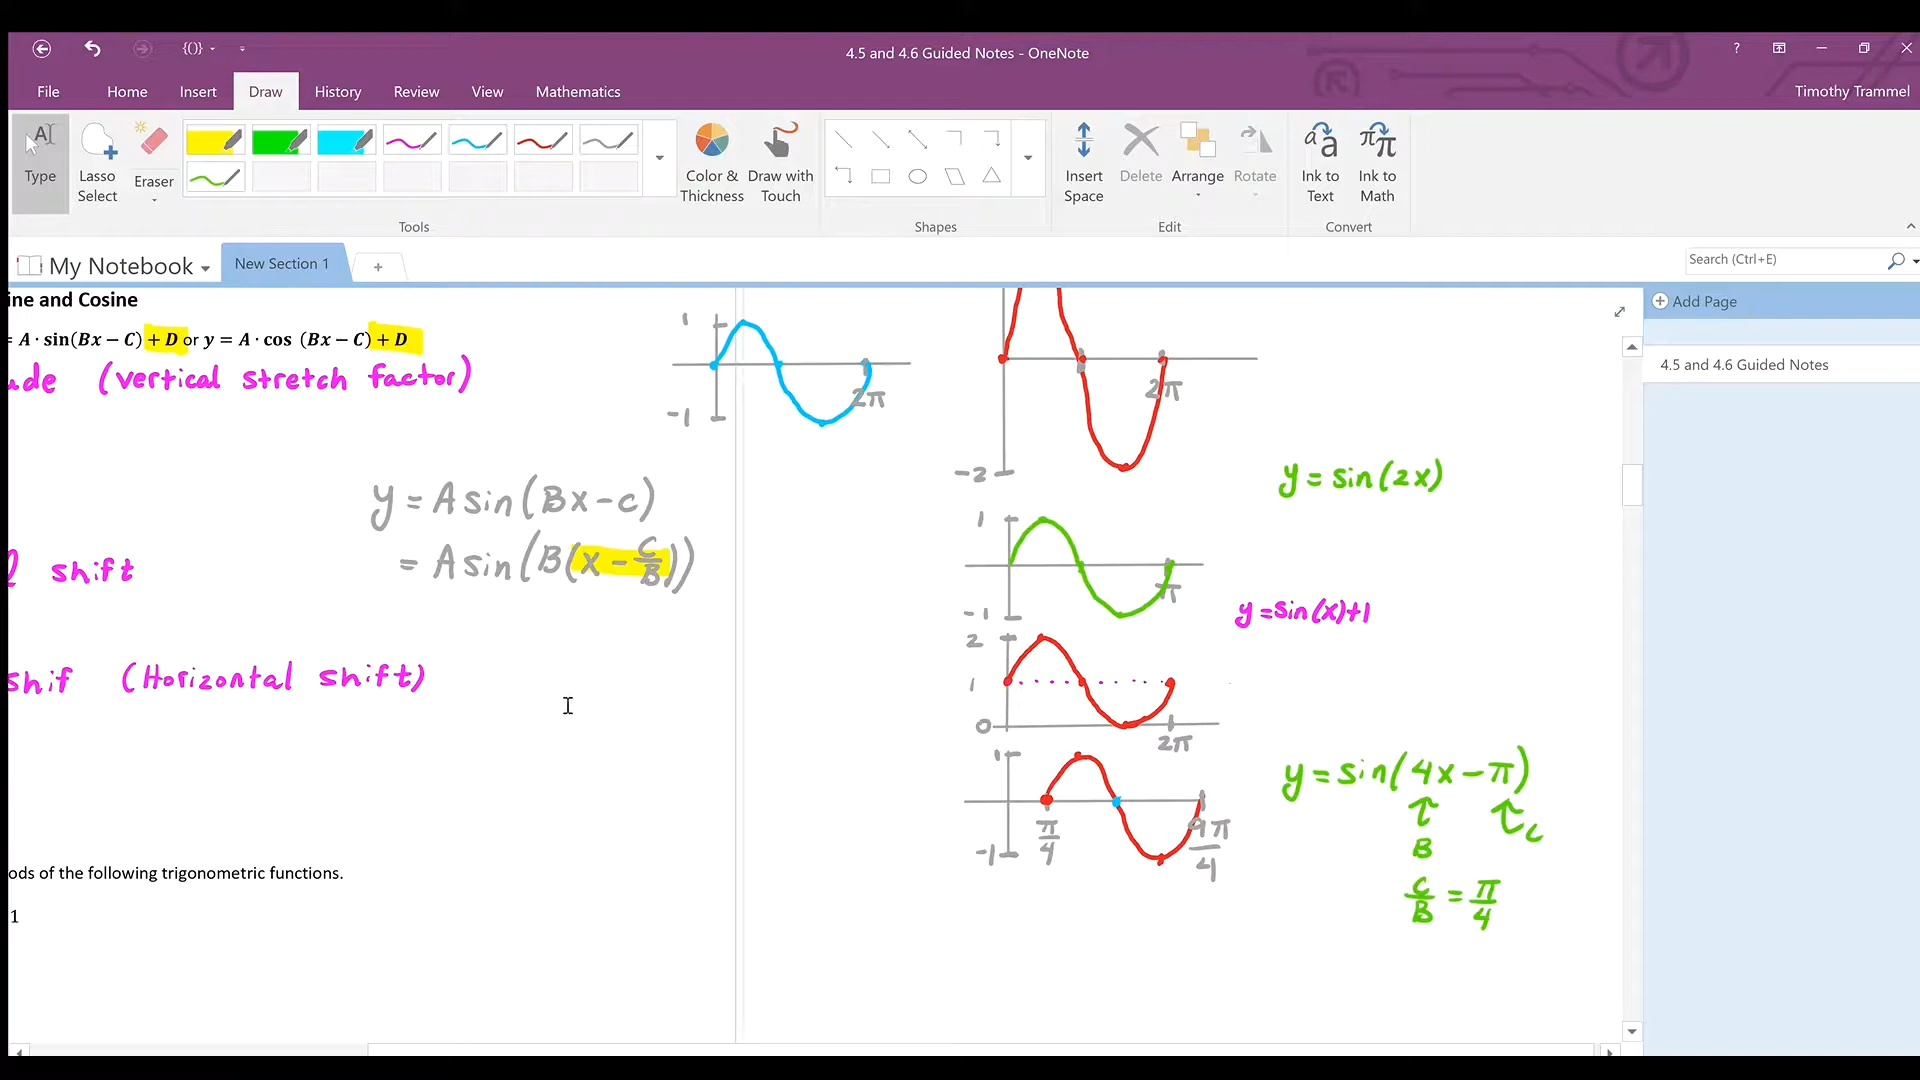 4.5 and 4.6 Guided Notes - OneNote
File Home Insert Draw History Review View Mathematics
Timothy Trammel
Type
Lasso Select
Eraser
Color & Thickness
Draw with Touch
Insert Space
Delete
Arrange
Rotate
Ink to Text
Ink to Math
Tools Shapes Edit Convert
My Notebook
New Section 1
Search (Ctrl+E)
Add Page
4.5 and 4.6 Guided Notes
ine and Cosine
= A · sin(Bx − C) + D or y = A · cos (Bx − C) + D
ude (vertical stretch factor)
y = A sin(Bx - C)
= A sin(B(x - C/B))
l shift
shif (Horizontal shift)
ods of the following trigonometric functions.
1
1
-1
2π
2π
-2
y = sin(2x)
1
-1
π
y = sin(x)+1
2
1
0
2π
1
-1
π/4
9π/4
y = sin(4x - π)
B
C
C/B = π/4